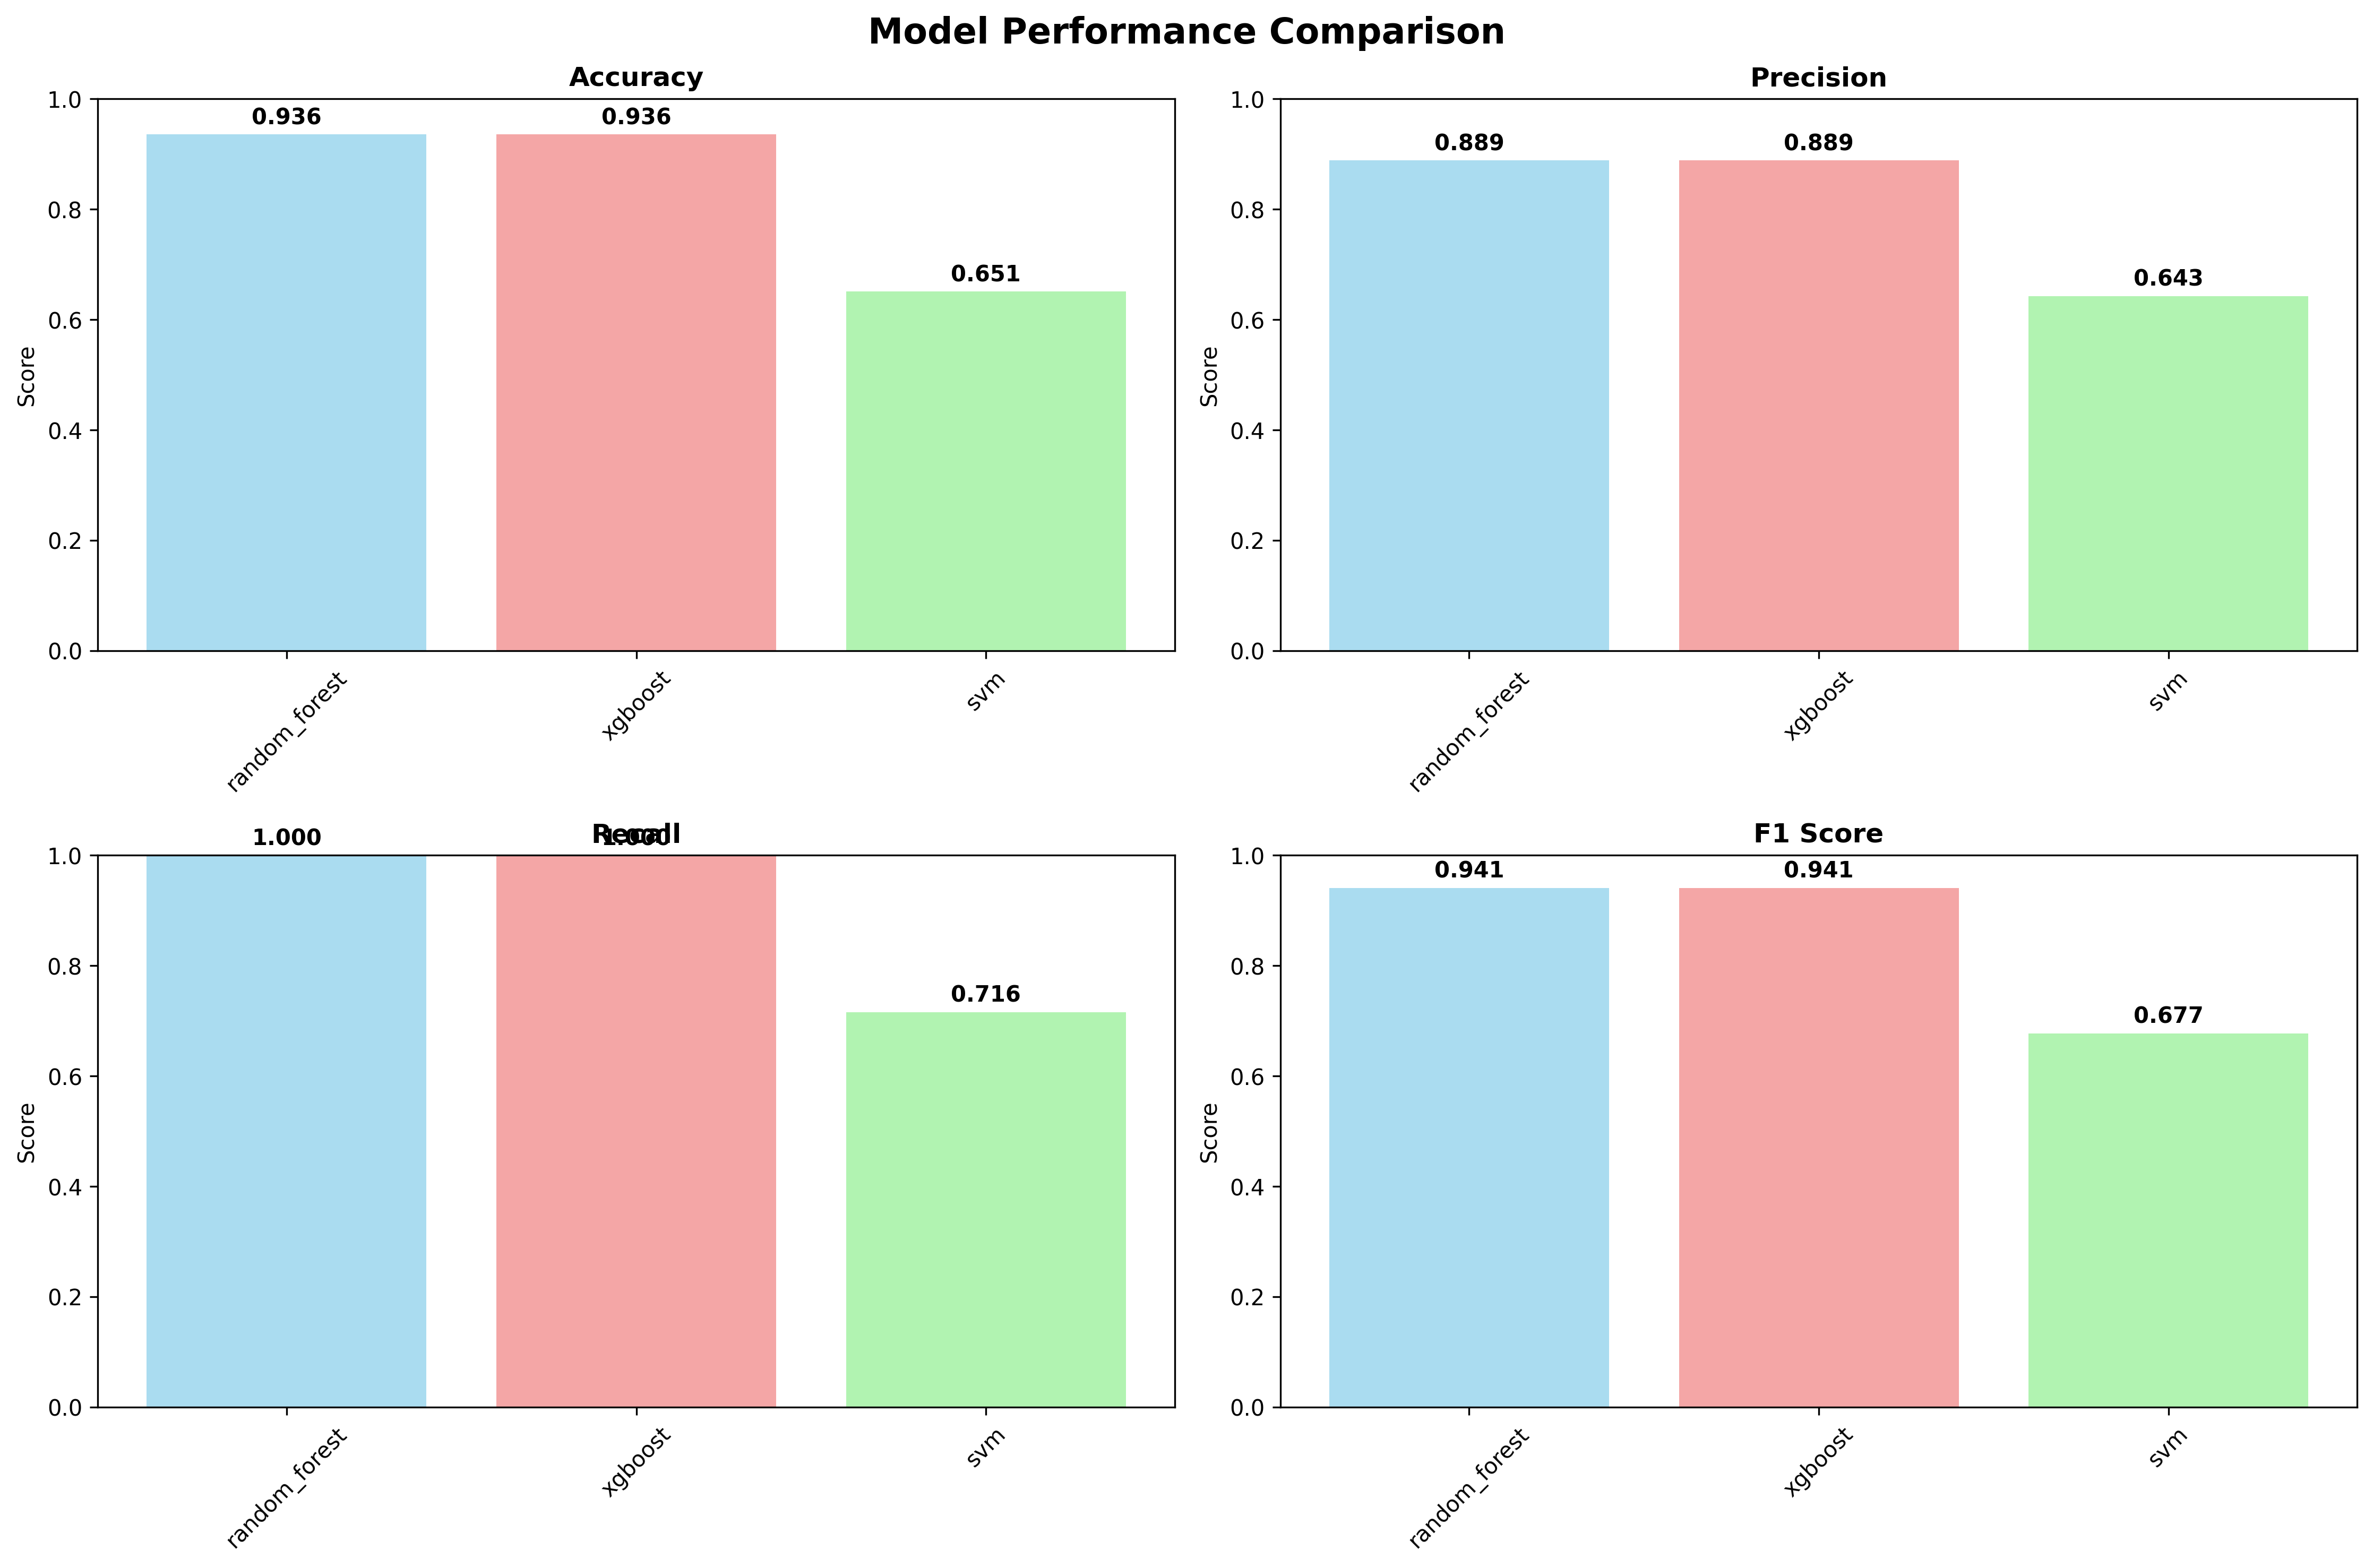 Model Performance Comparison
Accuracy
1.0
0.8
0.6
0.4
0.2
0.0
Score
0.936
0.936
0.651
random_forest
xgboost
svm
Precision
1.0
0.8
0.6
0.4
0.2
0.0
Score
0.889
0.889
0.643
random_forest
xgboost
svm
Recall
1.0
0.8
0.6
0.4
0.2
0.0
Score
1.000
1.000
0.716
random_forest
xgboost
svm
F1 Score
1.0
0.8
0.6
0.4
0.2
0.0
Score
0.941
0.941
0.677
random_forest
xgboost
svm